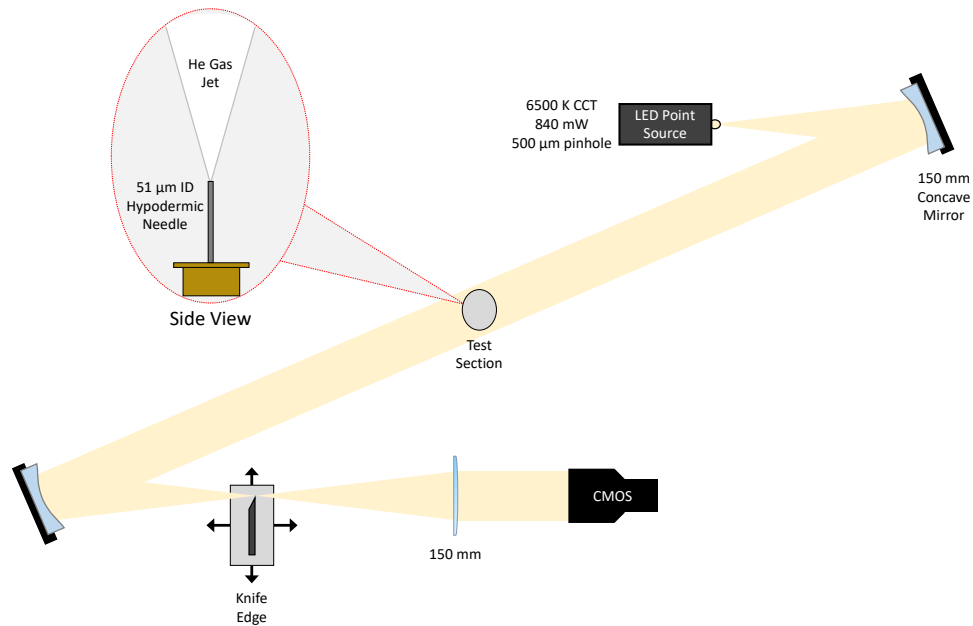 He Gas
Jet
51 µm ID
Hypodermic
Needle
Side View
6500 K CCT
840 mW
500 µm pinhole
LED Point
Source
150 mm
Concave
Mirror
Test
Section
Knife
Edge
150 mm
CMOS